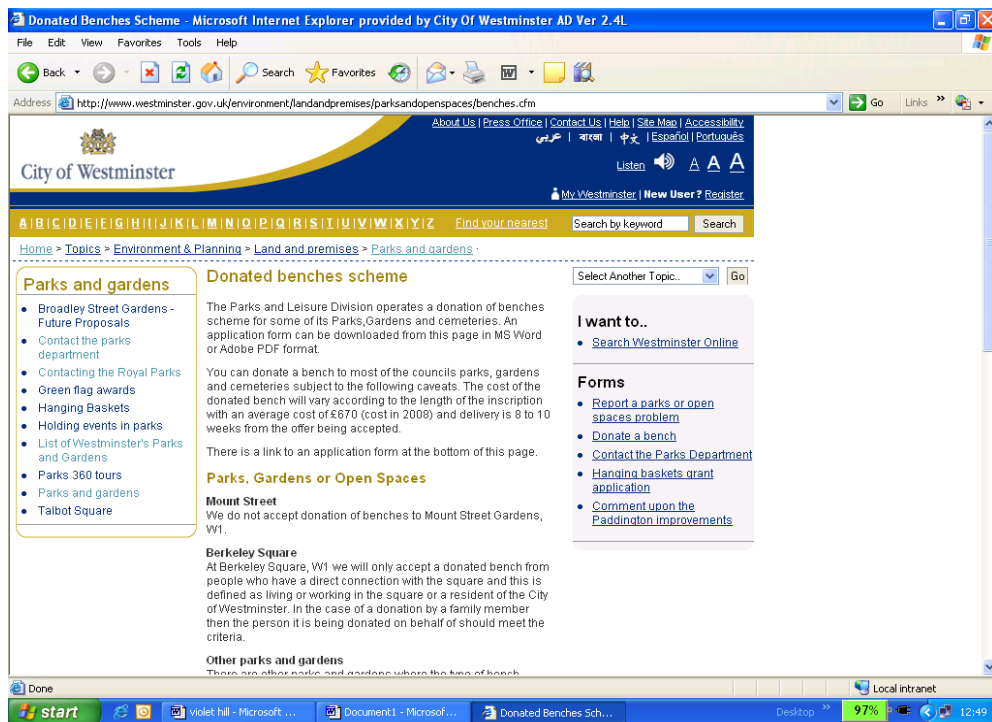 Donated Benches Scheme - Microsoft Internet Explorer provided by City Of Westminster AD Ver 2.4L
File Edit View Favorites Tools Help
Back Search Favorites
Address http://www.westminster.gov.uk/environment/landandpremises/parksandopenspaces/benches.cfm Go Links »
About Us | Press Office | Contact Us | Help | Site Map | Accessibility
عربي | বাংলা | 中文 | Español | Português
City of Westminster
Listen A A A
My Westminster | New User? Register
A | B | C | D | E | F | G | H | I | J | K | L | M | N | O | P | Q | R | S | T | U | V | W | X | Y | Z Find your nearest Search by keyword Search
Home > Topics > Environment & Planning > Land and premises > Parks and gardens ·
Parks and gardens
• Broadley Street Gardens -
Future Proposals
• Contact the parks
department
• Contacting the Royal Parks
• Green flag awards
• Hanging Baskets
• Holding events in parks
• List of Westminster's Parks
and Gardens
• Parks 360 tours
• Parks and gardens
• Talbot Square
Donated benches scheme
The Parks and Leisure Division operates a donation of benches
scheme for some of its Parks,Gardens and cemeteries. An
application form can be downloaded from this page in MS Word
or Adobe PDF format.
You can donate a bench to most of the councils parks, gardens
and cemeteries subject to the following caveats. The cost of the
donated bench will vary according to the length of the inscription
with an average cost of £670 (cost in 2008) and delivery is 8 to 10
weeks from the offer being accepted.
There is a link to an application form at the bottom of this page.
Parks, Gardens or Open Spaces
Mount Street
We do not accept donation of benches to Mount Street Gardens,
W1.
Berkeley Square
At Berkeley Square, W1 we will only accept a donated bench from
people who have a direct connection with the square and this is
defined as living or working in the square or a resident of the City
of Westminster. In the case of a donation by a family member
then the person it is being donated on behalf of should meet the
criteria.
Other parks and gardens
There are other parks and gardens where the type of bench
Select Another Topic.. Go
I want to..
• Search Westminster Online
Forms
• Report a parks or open
spaces problem
• Donate a bench
• Contact the Parks Department
• Hanging baskets grant
application
• Comment upon the
Paddington improvements
Done Local intranet
start violet hill - Microsoft ... Document1 - Microsof... Donated Benches Sch... Desktop » 97% 12:49